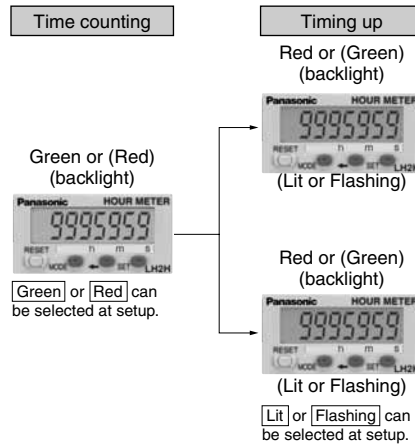 Time counting
Timing up
Green or (Red)
(backlight)
Panasonic HOUR METER
9995959
RESET h m s
MODE SET LH2H
Green or Red can
be selected at setup.
Red or (Green)
(backlight)
Panasonic HOUR METER
9995959
RESET h m s
MODE SET LH2H
(Lit or Flashing)
Red or (Green)
(backlight)
Panasonic HOUR METER
9995959
RESET h m s
MODE SET LH2H
(Lit or Flashing)
Lit or Flashing can
be selected at setup.